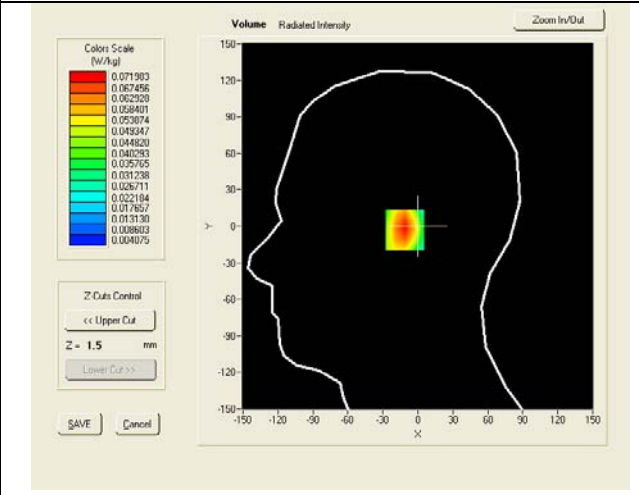 Volume Radiated Intensity
Zoom In/Out
Colors Scale
(W/kg)
0.071983
0.067456
0.062928
0.058401
0.053874
0.049347
0.044820
0.040293
0.035765
0.031238
0.026711
0.022184
0.017657
0.013130
0.008603
0.004075
150
120
90
60
30
0
-30
-60
-90
-120
-150
Y
-150 -120 -90 -60 -30 0 30 60 90 120 150
X
Z-Cuts Control
<< Upper Cut
Z = 1.5 mm
Lower Cut >>
SAVE Cancel